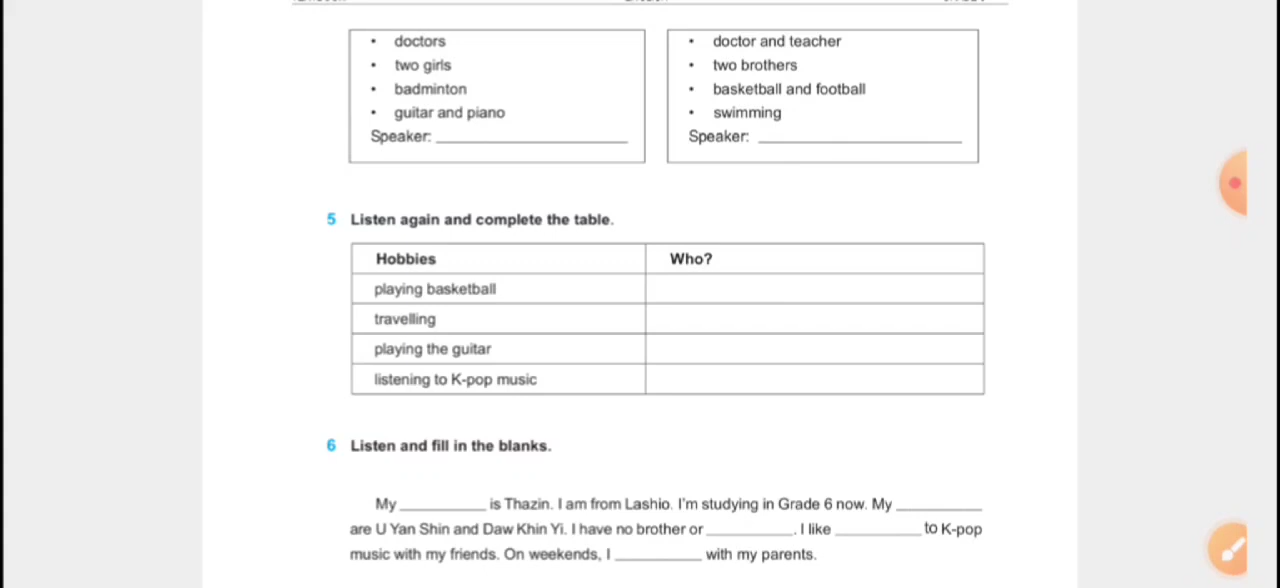 • doctors
• two girls
• badminton
• guitar and piano
Speaker: ____________
• doctor and teacher
• two brothers
• basketball and football
• swimming
Speaker: ____________
5 Listen again and complete the table.
Hobbies Who?
playing basketball
travelling
playing the guitar
listening to K-pop music
6 Listen and fill in the blanks.
My __________ is Thazin. I am from Lashio. I'm studying in Grade 6 now. My __________
are U Yan Shin and Daw Khin Yi. I have no brother or __________. I like __________ to K-pop
music with my friends. On weekends, I __________ with my parents.